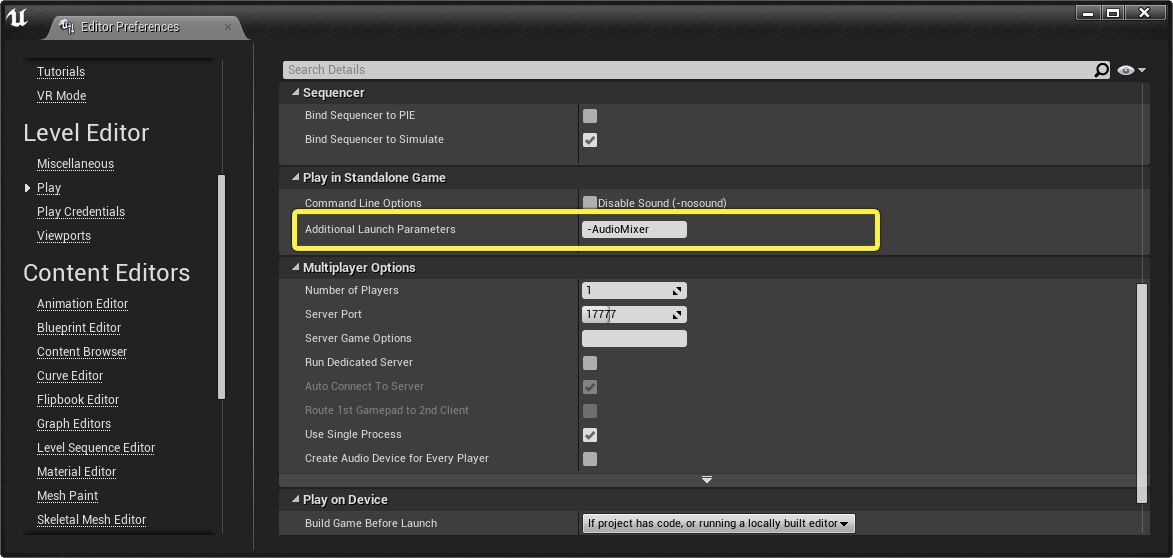 Editor Preferences
Tutorials
VR Mode
Level Editor
Miscellaneous
Play
Play Credentials
Viewports
Content Editors
Animation Editor
Blueprint Editor
Content Browser
Curve Editor
Flipbook Editor
Graph Editors
Level Sequence Editor
Material Editor
Mesh Paint
Skeletal Mesh Editor
Search Details
Sequencer
Bind Sequencer to PIE
Bind Sequencer to Simulate
Play in Standalone Game
Command Line Options Disable Sound (-nosound)
Additional Launch Parameters -AudioMixer
Multiplayer Options
Number of Players 1
Server Port 17777
Server Game Options
Run Dedicated Server
Auto Connect To Server
Route 1st Gamepad to 2nd Client
Use Single Process
Create Audio Device for Every Player
Play on Device
Build Game Before Launch If project has code, or running a locally built editor